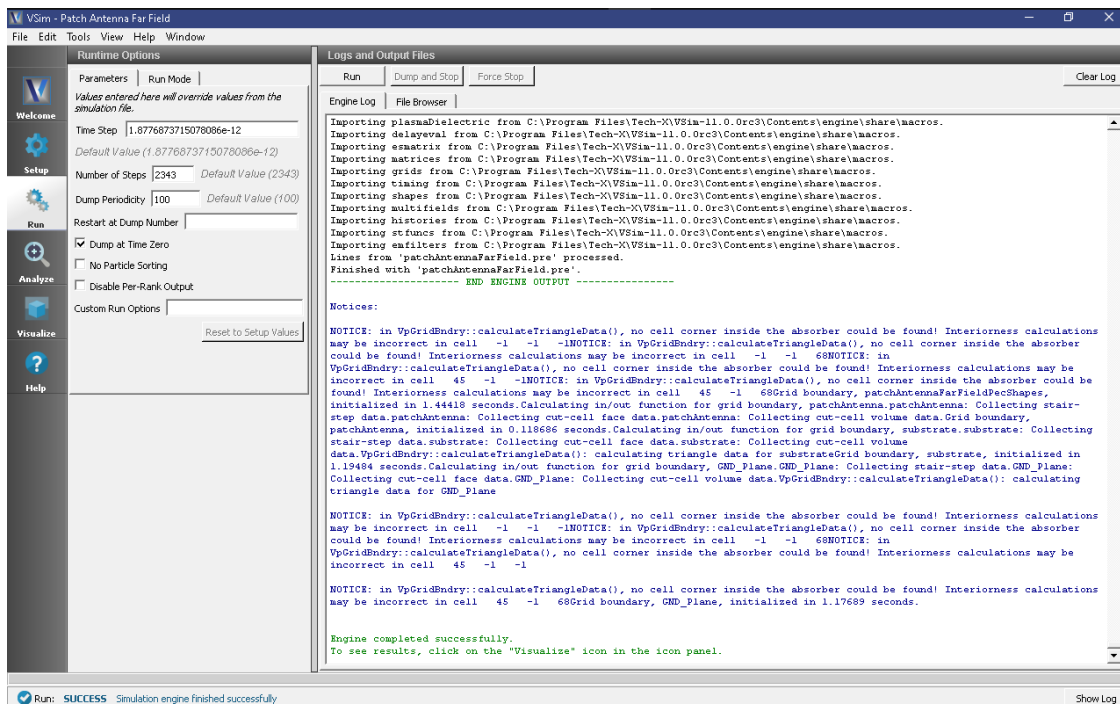 VSim - Patch Antenna Far Field
File Edit Tools View Help Window
Runtime Options
Parameters
Run Mode
Values entered here will override values from the
simulation file.
Time Step 1.8776873715078086e-12
Default Value (1.8776873715078086e-12)
Number of Steps 2343 Default Value (2343)
Dump Periodicity 100 Default Value (100)
Restart at Dump Number
Dump at Time Zero
No Particle Sorting
Disable Per-Rank Output
Custom Run Options
Reset to Setup Values
Welcome
Setup
Run
Analyze
Visualize
Help
Logs and Output Files
Run
Dump and Stop
Force Stop
Clear Log
Engine Log
File Browser
Importing plasmaDielectric from C:\Program Files\Tech-X\VSim-11.0.0rc3\Contents\engine\share\macros.
Importing delayeval from C:\Program Files\Tech-X\VSim-11.0.0rc3\Contents\engine\share\macros.
Importing esmatrix from C:\Program Files\Tech-X\VSim-11.0.0rc3\Contents\engine\share\macros.
Importing matrices from C:\Program Files\Tech-X\VSim-11.0.0rc3\Contents\engine\share\macros.
Importing grids from C:\Program Files\Tech-X\VSim-11.0.0rc3\Contents\engine\share\macros.
Importing timing from C:\Program Files\Tech-X\VSim-11.0.0rc3\Contents\engine\share\macros.
Importing shapes from C:\Program Files\Tech-X\VSim-11.0.0rc3\Contents\engine\share\macros.
Importing multifields from C:\Program Files\Tech-X\VSim-11.0.0rc3\Contents\engine\share\macros.
Importing histories from C:\Program Files\Tech-X\VSim-11.0.0rc3\Contents\engine\share\macros.
Importing stfuncs from C:\Program Files\Tech-X\VSim-11.0.0rc3\Contents\engine\share\macros.
Importing emfilters from C:\Program Files\Tech-X\VSim-11.0.0rc3\Contents\engine\share\macros.
Lines from 'patchAntennaFarField.pre' processed.
Finished with 'patchAntennaFarField.pre'.
--------------------- END ENGINE OUTPUT ----------------
Notices:
NOTICE: in VpGridBndry::calculateTriangleData(), no cell corner inside the absorber could be found! Interiorness calculations
may be incorrect in cell -1 -1 -1NOTICE: in VpGridBndry::calculateTriangleData(), no cell corner inside the absorber
could be found! Interiorness calculations may be incorrect in cell -1 -1 68NOTICE: in
VpGridBndry::calculateTriangleData(), no cell corner inside the absorber could be found! Interiorness calculations may be
incorrect in cell 45 -1 -1NOTICE: in VpGridBndry::calculateTriangleData(), no cell corner inside the absorber could be
found! Interiorness calculations may be incorrect in cell 45 -1 68Grid boundary, patchAntennaFarFieldPecShapes,
initialized in 1.44418 seconds.Calculating in/out function for grid boundary, patchAntenna.patchAntenna: Collecting stair-
step data.patchAntenna: Collecting cut-cell face data.patchAntenna: Collecting cut-cell volume data.Grid boundary,
patchAntenna, initialized in 0.118686 seconds.Calculating in/out function for grid boundary, substrate.substrate: Collecting
stair-step data.substrate: Collecting cut-cell face data.substrate: Collecting cut-cell volume
data.VpGridBndry::calculateTriangleData(): calculating triangle data for substrateGrid boundary, substrate, initialized in
1.19484 seconds.Calculating in/out function for grid boundary, GND_Plane.GND_Plane: Collecting stair-step data.GND_Plane:
Collecting cut-cell face data.GND_Plane: Collecting cut-cell volume data.VpGridBndry::calculateTriangleData(): calculating
triangle data for GND_Plane
NOTICE: in VpGridBndry::calculateTriangleData(), no cell corner inside the absorber could be found! Interiorness calculations
may be incorrect in cell -1 -1 -1NOTICE: in VpGridBndry::calculateTriangleData(), no cell corner inside the absorber
could be found! Interiorness calculations may be incorrect in cell -1 -1 68NOTICE: in
VpGridBndry::calculateTriangleData(), no cell corner inside the absorber could be found! Interiorness calculations may be
incorrect in cell 45 -1 -1
NOTICE: in VpGridBndry::calculateTriangleData(), no cell corner inside the absorber could be found! Interiorness calculations
may be incorrect in cell 45 -1 68Grid boundary, GND_Plane, initialized in 1.17689 seconds.
Engine completed successfully.
To see results, click on the "Visualize" icon in the icon panel.
Run: SUCCESS Simulation engine finished successfully
Show Log